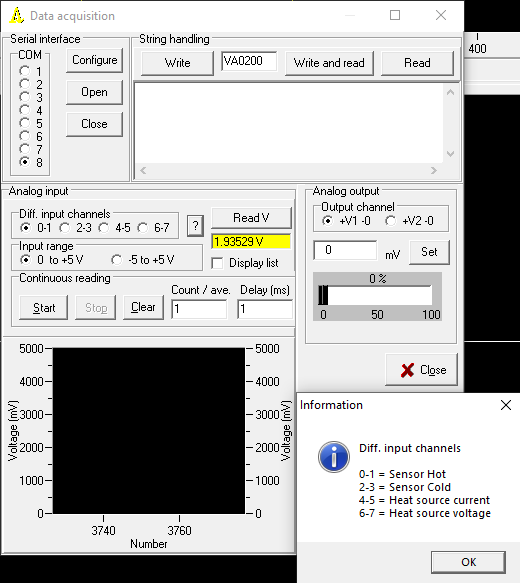 Data acquisition
400
Serial interface
COM
1
2
3
4
5
6
7
8
Configure
Open
Close
String handling
Write
VA0200
Write and read
Read
Analog input
Diff. input channels
0-1 2-3 4-5 6-7
?
Read V
1.93529 V
Input range
0 to +5 V -5 to +5 V
Display list
Continuous reading
Start Stop Clear
Count / ave.
1
Delay (ms)
1
Analog output
Output channel
+V1 -0 +V2 -0
0 mV Set
0 %
0 50 100
Close
5000 5000
4000 4000
3000 3000
2000 2000
1000 1000
0 0
Voltage (mV)
Voltage (mV)
3740 3760
Number
Information
Diff. input channels
0-1 = Sensor Hot
2-3 = Sensor Cold
4-5 = Heat source current
6-7 = Heat source voltage
OK